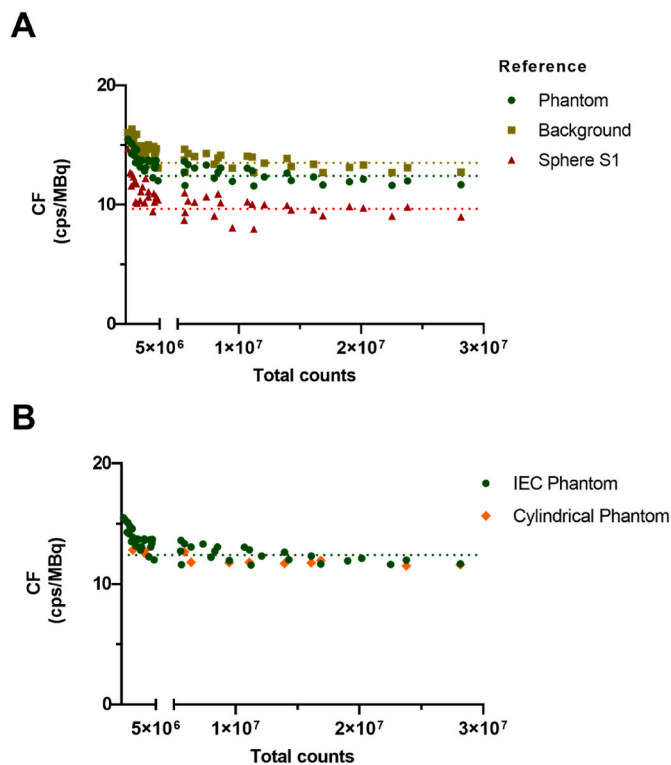 A
Reference
Phantom
Background
Sphere S1
20
10
0
CF
(cps/MBq)
5×10⁶ 1×10⁷ 2×10⁷ 3×10⁷
Total counts
B
IEC Phantom
Cylindrical Phantom
20
10
0
CF
(cps/MBq)
5×10⁶ 1×10⁷ 2×10⁷ 3×10⁷
Total counts